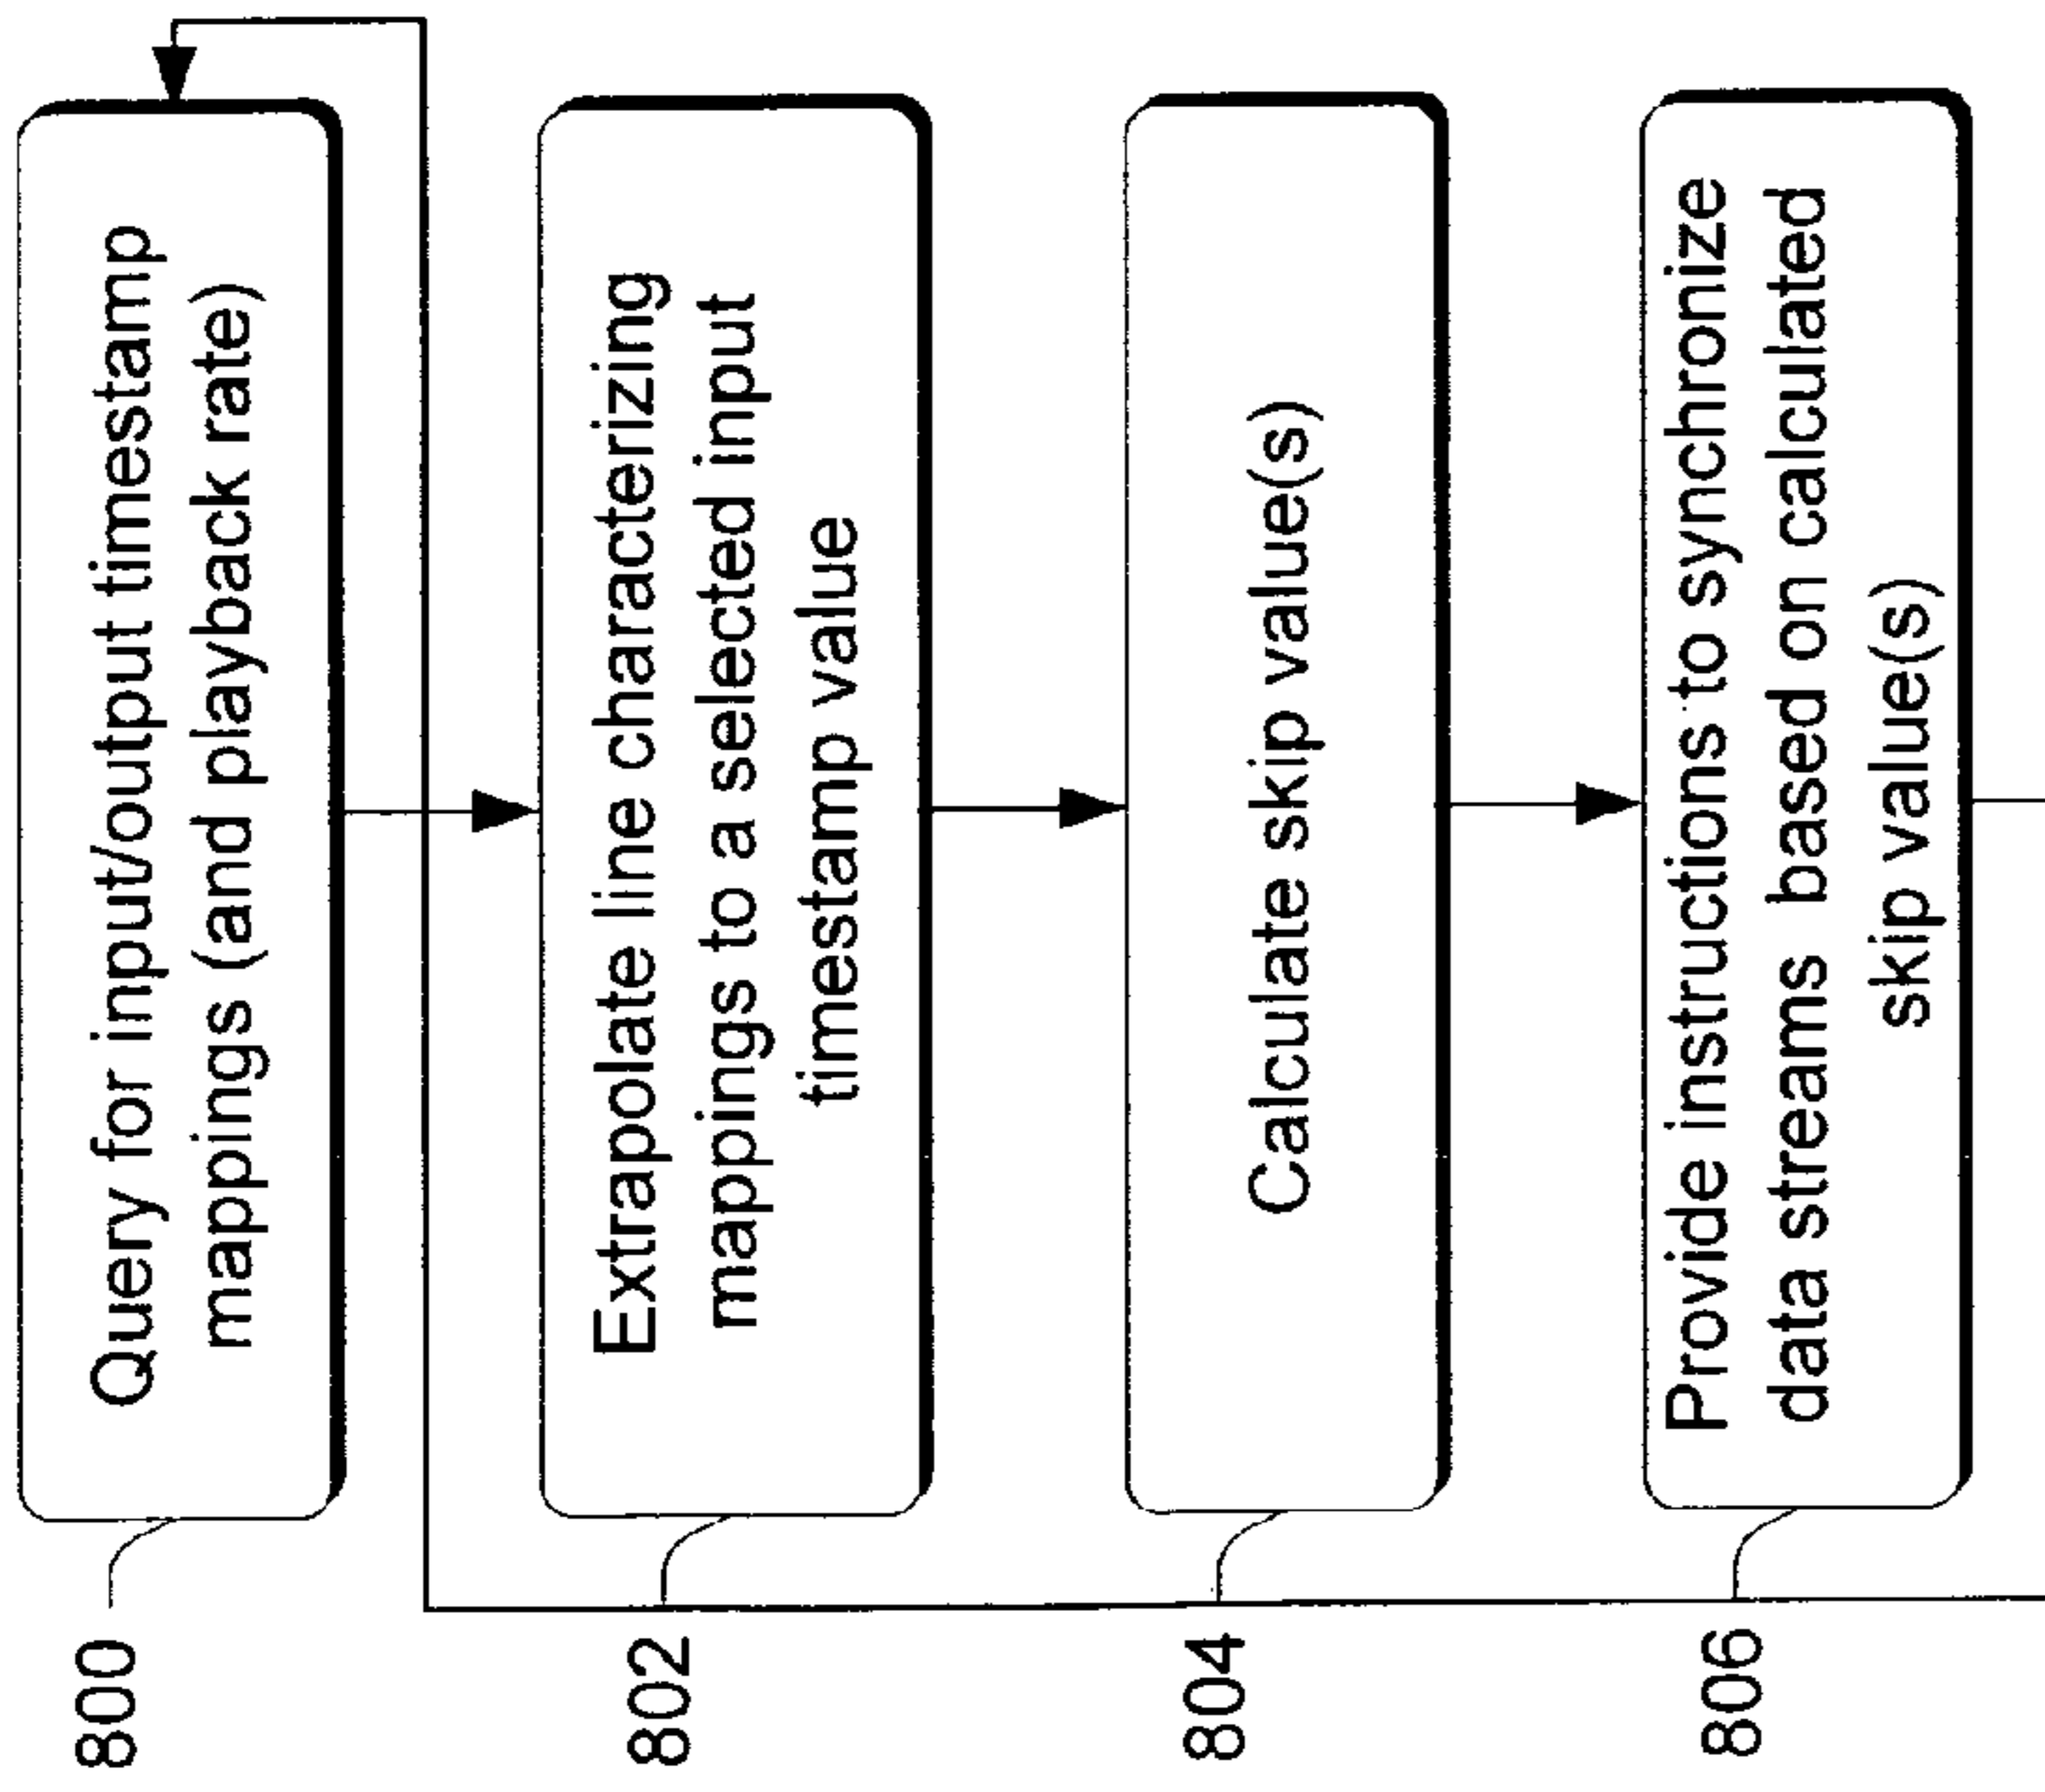 800
Query for input/output timestamp
mappings (and playback rate)
802
Extrapolate line characterizing
mappings to a selected input
timestamp value
804
Calculate skip value(s)
806
Provide instructions to synchronize
data streams based on calculated
skip value(s)